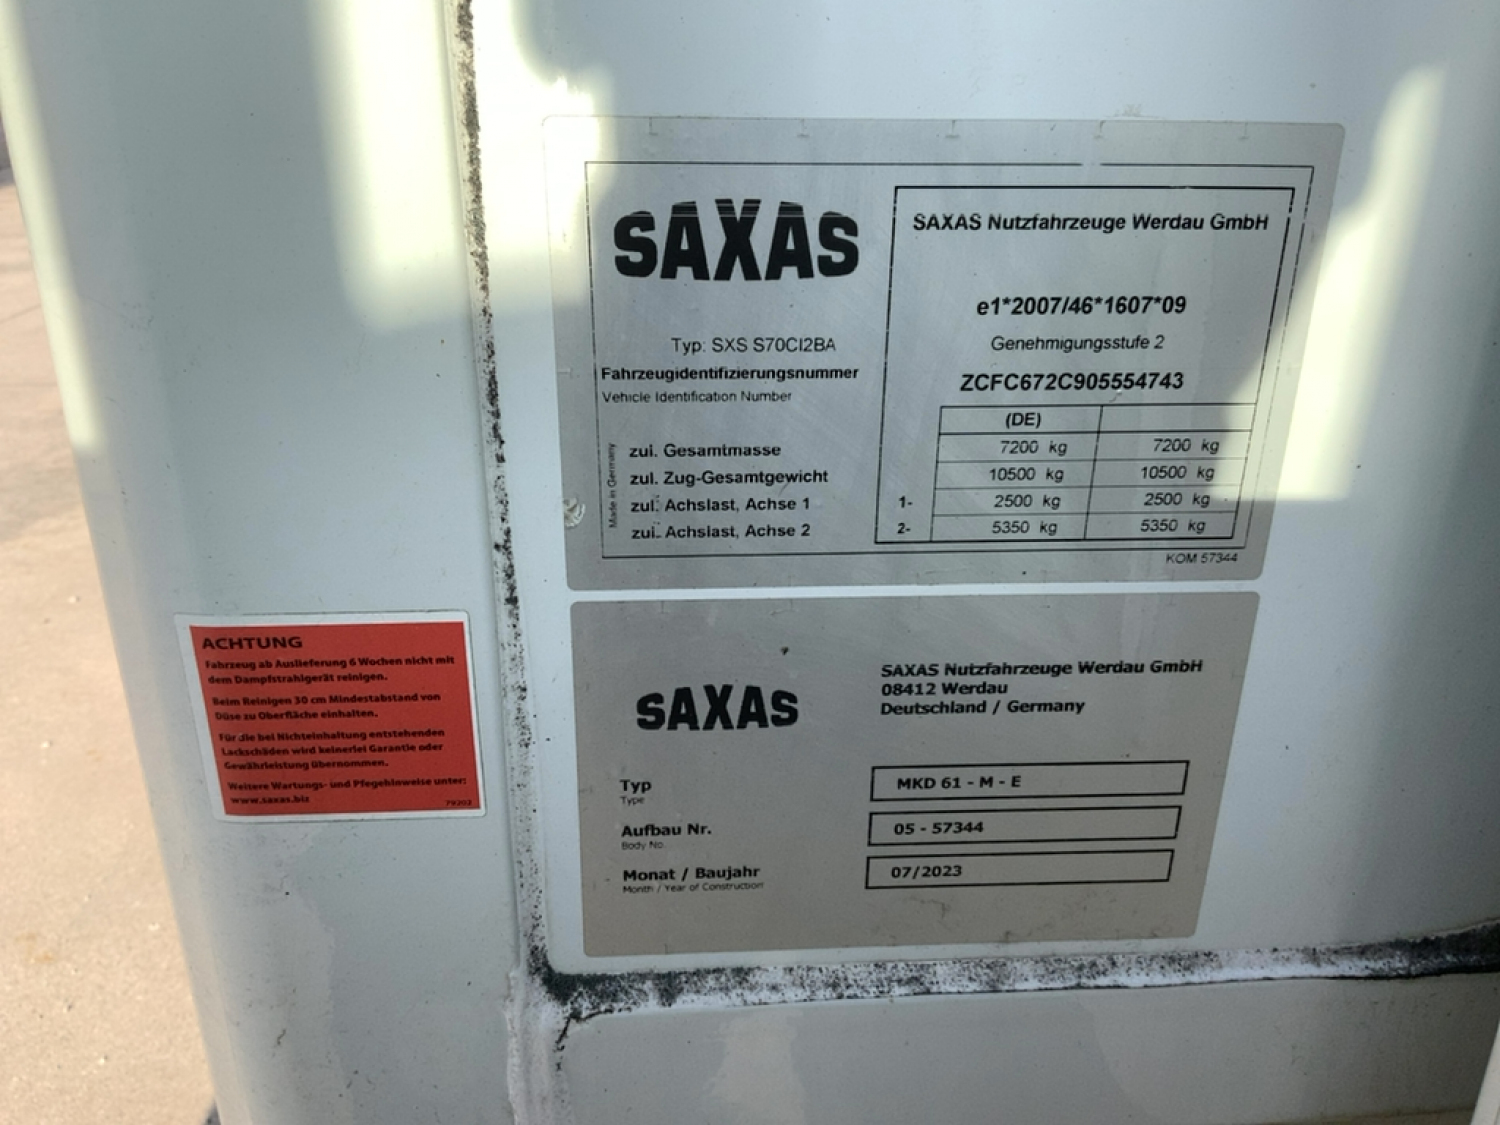 SAXAS
SAXAS Nutzfahrzeuge Werdau GmbH
e1*2007/46*1607*09
Typ: SXS S70CI2BA
Genehmigungsstufe 2
Fahrzeugidentifizierungsnummer
Vehicle Identification Number
ZCFC672C905554743
(DE)
zul. Gesamtmasse 7200 kg 7200 kg
zul. Zug-Gesamtgewicht 10500 kg 10500 kg
zul. Achslast, Achse 1 1- 2500 kg 2500 kg
zul. Achslast, Achse 2 2- 5350 kg 5350 kg
Made in Germany
KOM 57344
SAXAS
SAXAS Nutzfahrzeuge Werdau GmbH
08412 Werdau
Deutschland / Germany
Typ MKD 61 - M - E
Type
Aufbau Nr. 05 - 57344
Body No.
Monat / Baujahr 07/2023
Month / Year of Construction
ACHTUNG
Fahrzeug ab Auslieferung 6 Wochen nicht mit
dem Dampfstrahlgerät reinigen.
Beim Reinigen 30 cm Mindestabstand von
Düse zu Oberfläche einhalten.
Für die bei Nichteinhaltung entstehenden
Lackschäden wird keinerlei Garantie oder
Gewährleistung übernommen.
Weitere Wartungs- und Pfegehinweise unter:
www.saxas.biz 79202